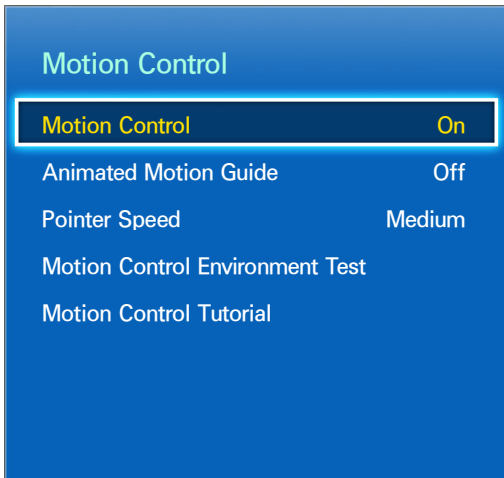 Motion Control
Motion Control On
Animated Motion Guide Off
Pointer Speed Medium
Motion Control Environment Test
Motion Control Tutorial